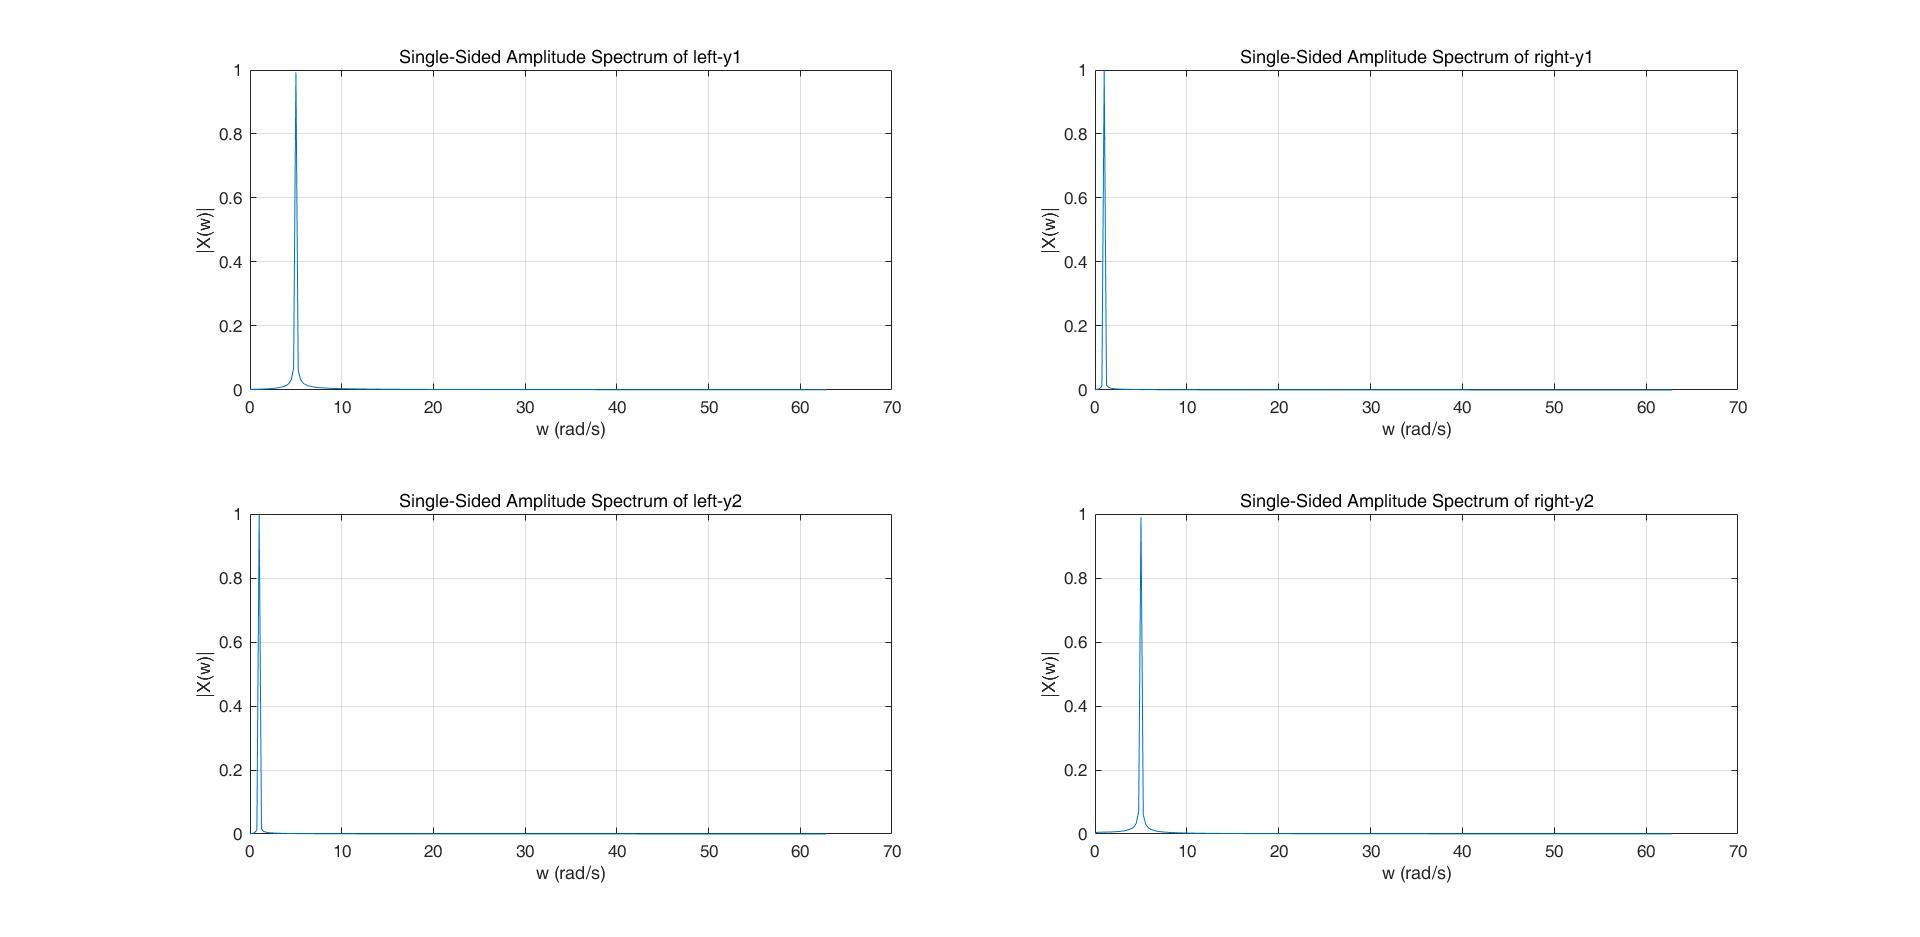 Single-Sided Amplitude Spectrum of left-y1
1
0.8
0.6
0.4
0.2
0
|X(w)|
0 10 20 30 40 50 60 70
w (rad/s)
Single-Sided Amplitude Spectrum of right-y1
1
0.8
0.6
0.4
0.2
0
|X(w)|
0 10 20 30 40 50 60 70
w (rad/s)
Single-Sided Amplitude Spectrum of left-y2
1
0.8
0.6
0.4
0.2
0
|X(w)|
0 10 20 30 40 50 60 70
w (rad/s)
Single-Sided Amplitude Spectrum of right-y2
1
0.8
0.6
0.4
0.2
0
|X(w)|
0 10 20 30 40 50 60 70
w (rad/s)